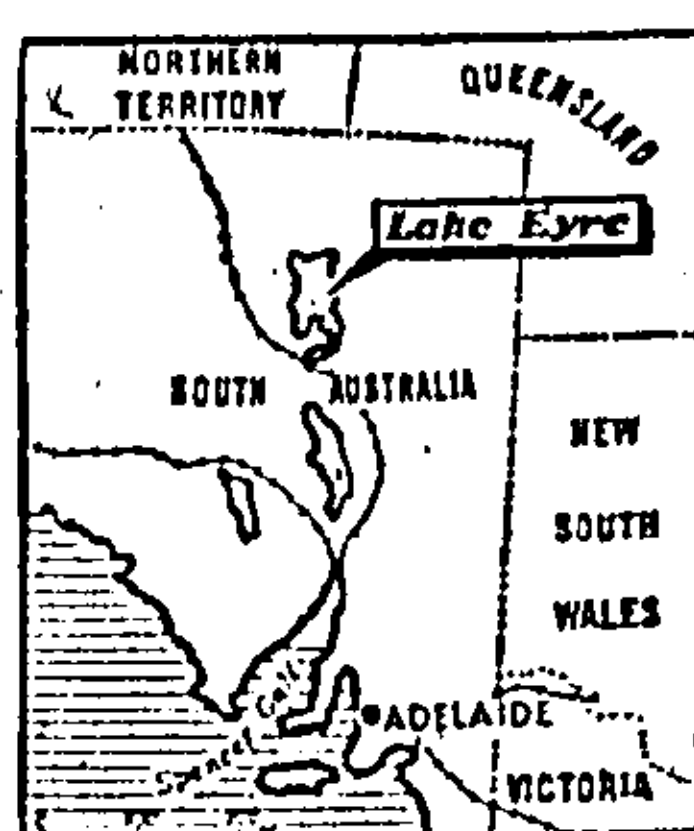 NORTHERN
TERRITORY
QUEENSLAND
Lake Eyre
SOUTH AUSTRALIA
NEW
SOUTH
WALES
Spencer Gulf
ADELAIDE
VICTORIA